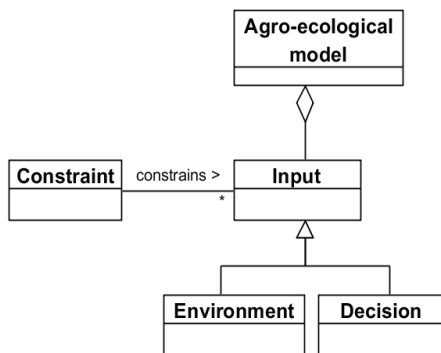 Agro-ecological
model
Constraint
constrains >
*
Input
Environment
Decision